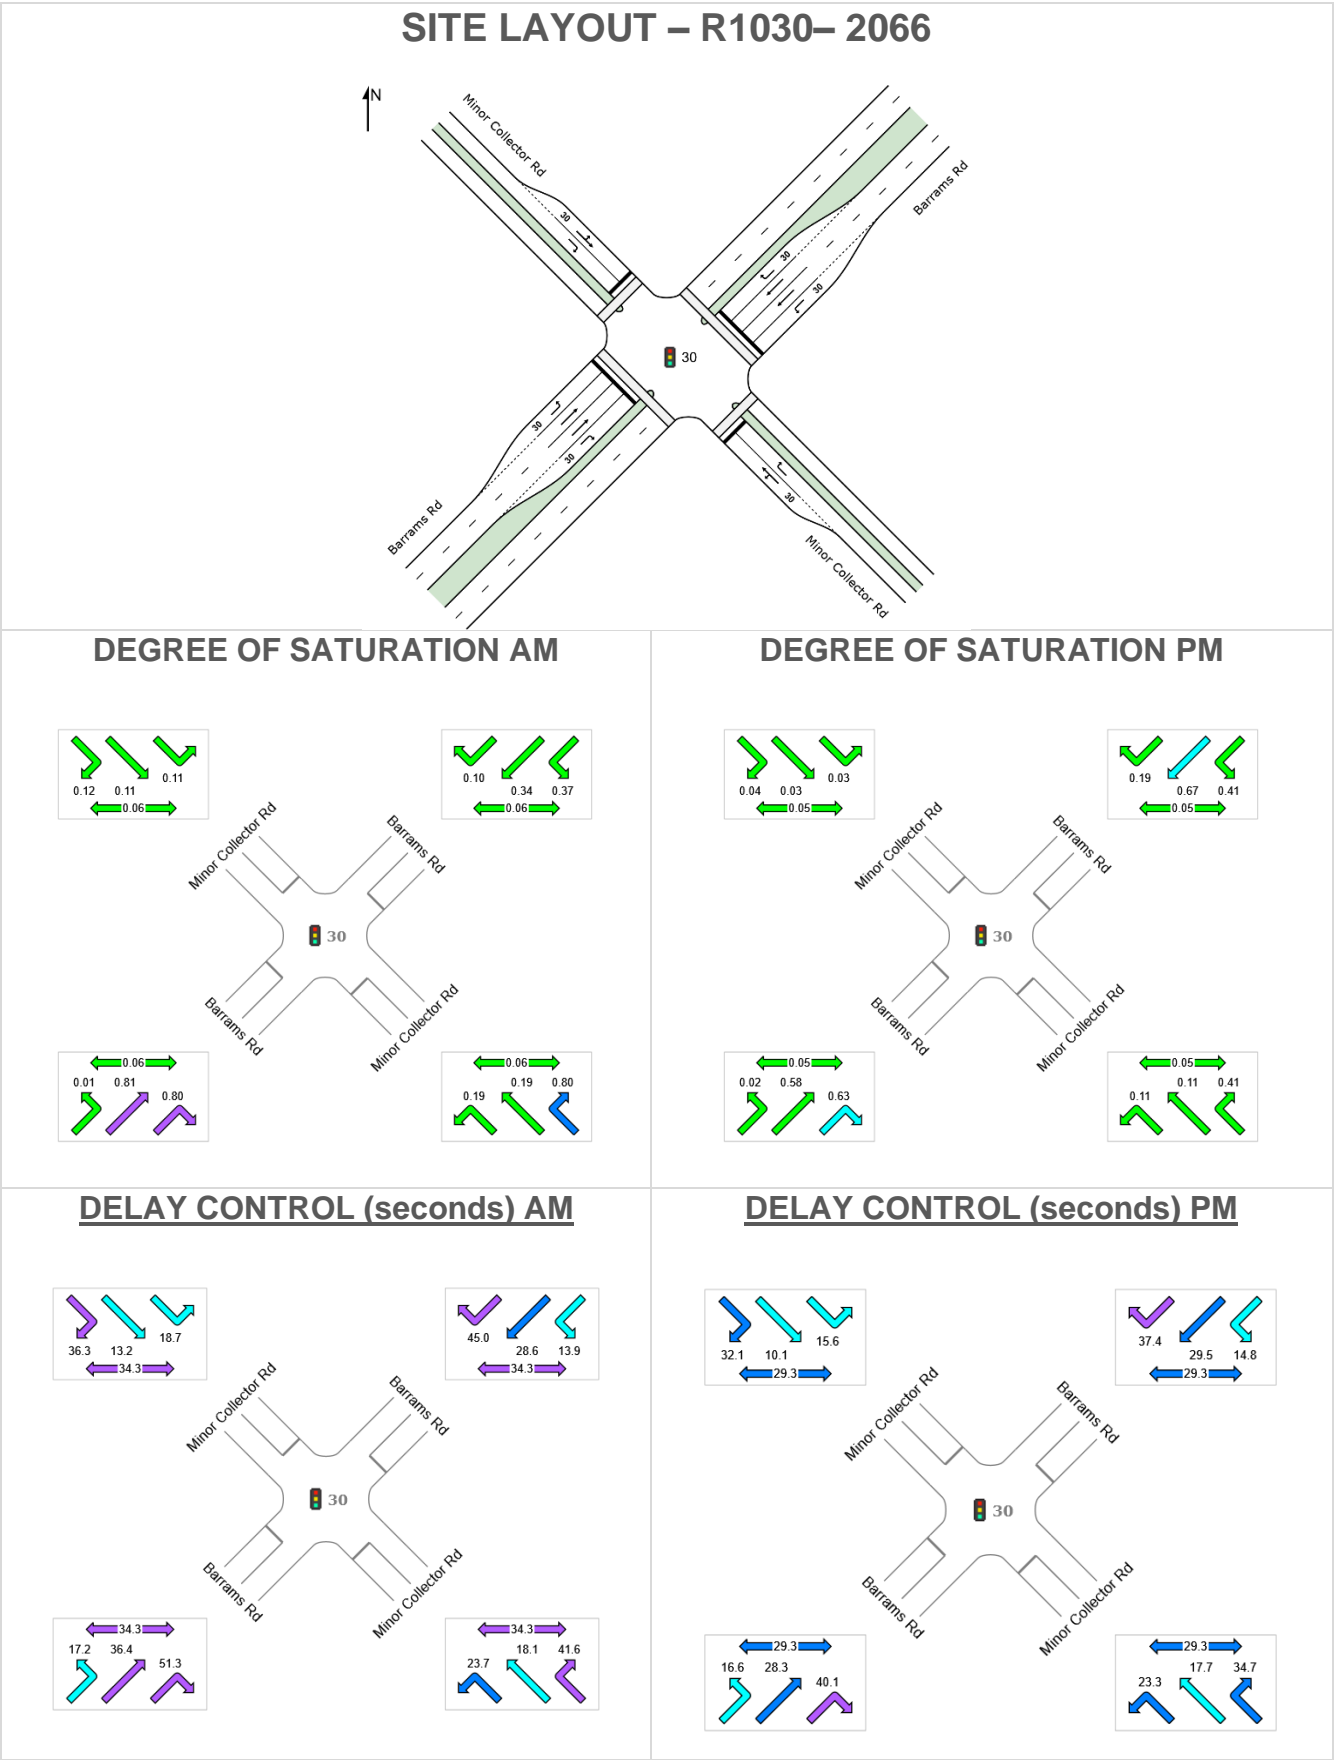 SITE LAYOUT – R1030– 2066
N
Minor Collector Rd
Barrams Rd
30
30
30
30
30
30
30
Barrams Rd
Minor Collector Rd
DEGREE OF SATURATION AM
0.12 0.11 0.11
0.06
0.10 0.34 0.37
0.06
Minor Collector Rd
Barrams Rd
30
Barrams Rd
Minor Collector Rd
0.06
0.01 0.81 0.80
0.06
0.19 0.19 0.80
DEGREE OF SATURATION PM
0.04 0.03 0.03
0.05
0.19 0.67 0.41
0.05
Minor Collector Rd
Barrams Rd
30
Barrams Rd
Minor Collector Rd
0.05
0.02 0.58 0.63
0.05
0.11 0.11 0.41
DELAY CONTROL (seconds) AM
36.3 13.2 18.7
34.3
45.0 28.6 13.9
34.3
Minor Collector Rd
Barrams Rd
30
Barrams Rd
Minor Collector Rd
34.3
17.2 36.4 51.3
34.3
23.7 18.1 41.6
DELAY CONTROL (seconds) PM
32.1 10.1 15.6
29.3
37.4 29.5 14.8
29.3
Minor Collector Rd
Barrams Rd
30
Barrams Rd
Minor Collector Rd
29.3
16.6 28.3 40.1
29.3
23.3 17.7 34.7